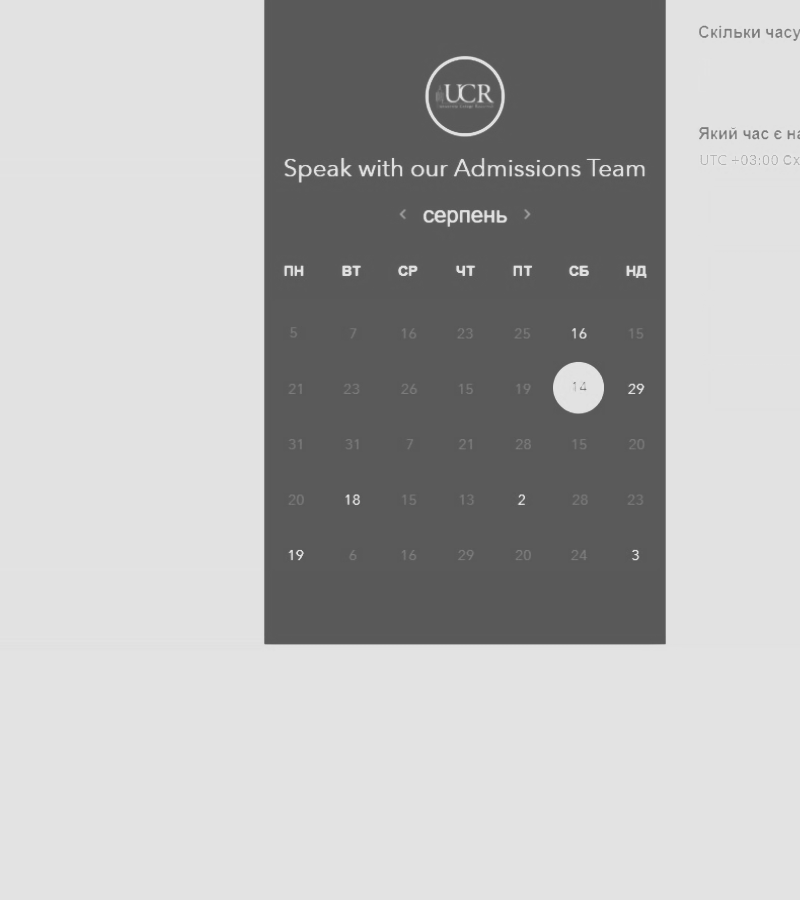 Скільки часу
UCR
Який час є на
Speak with our Admissions Team
UTC +03:00 Сх
серпень
ПН ВТ СР ЧТ ПТ СБ НД
5 7 16 23 25 16 15
21 23 26 15 19 14 29
31 31 7 21 28 15 20
20 18 15 13 2 28 23
19 6 16 29 20 24 3